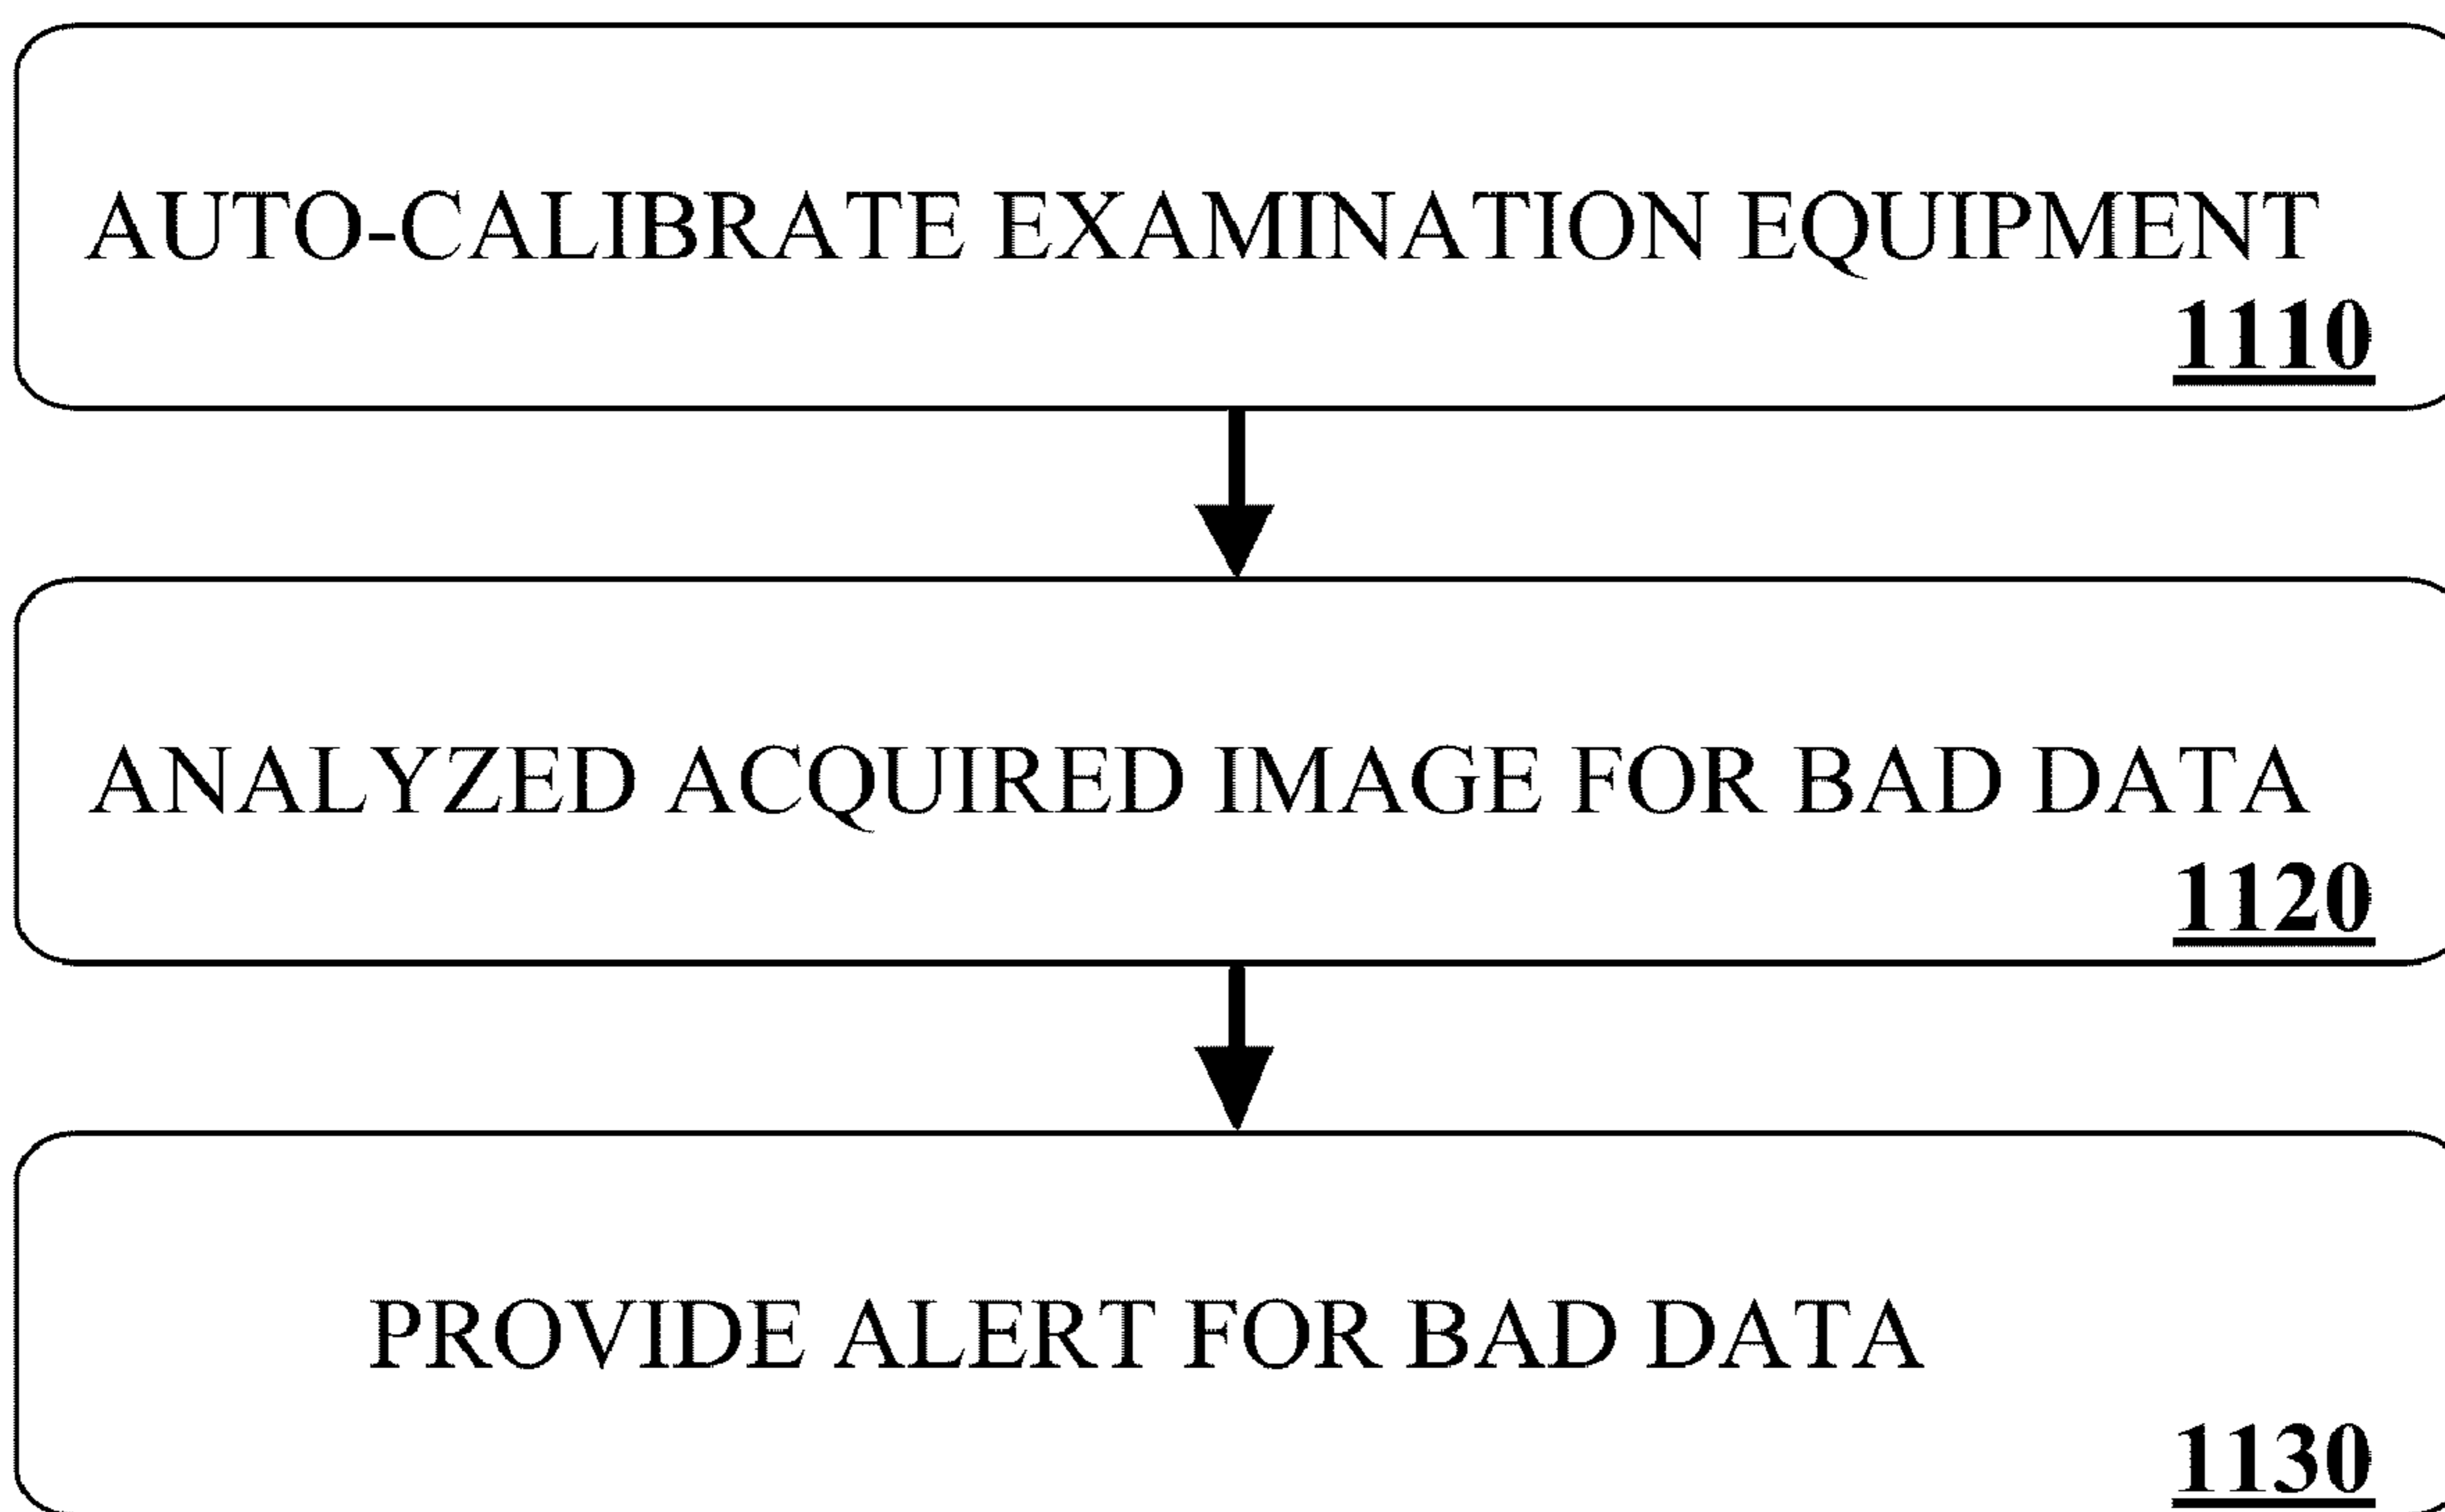 AUTO-CALIBRATE EXAMINATION EQUIPMENT
1110
ANALYZED ACQUIRED IMAGE FOR BAD DATA
1120
PROVIDE ALERT FOR BAD DATA
1130